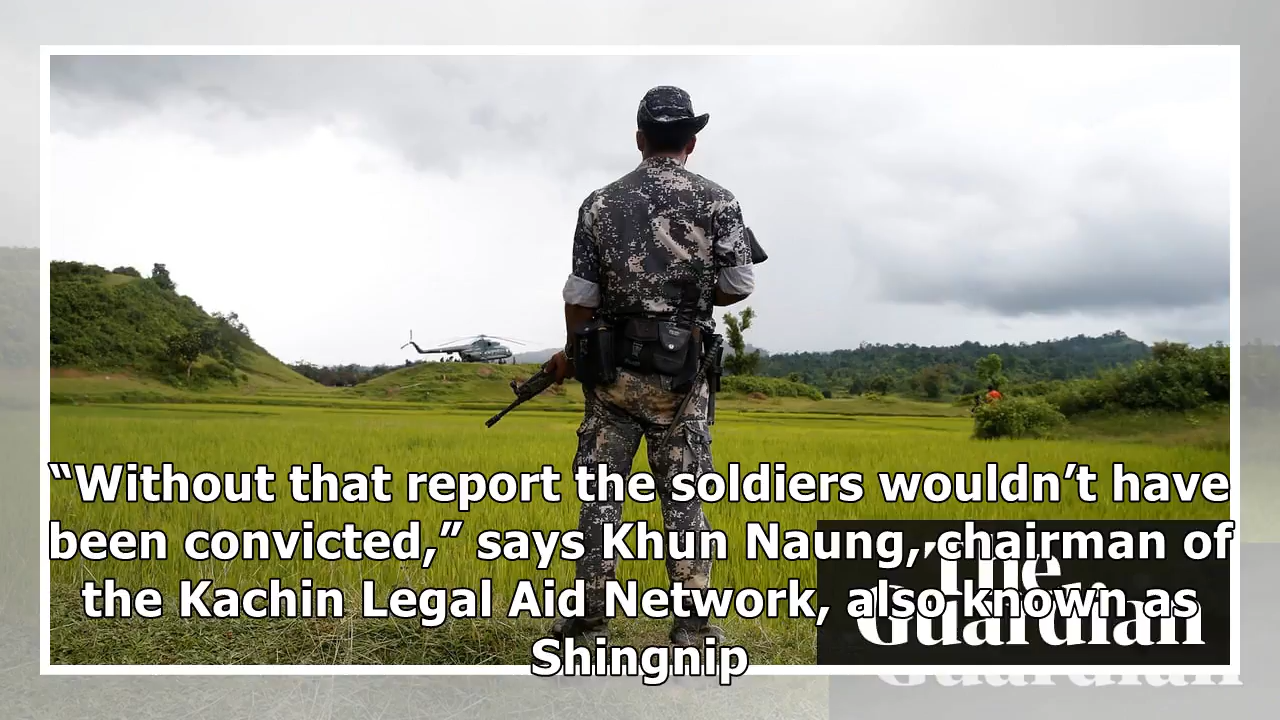 “Without that report the soldiers wouldn’t have
been convicted,” says Khun Naung, chairman of
the Kachin Legal Aid Network, also known as
Shingnip
The
Guardian
Guardian